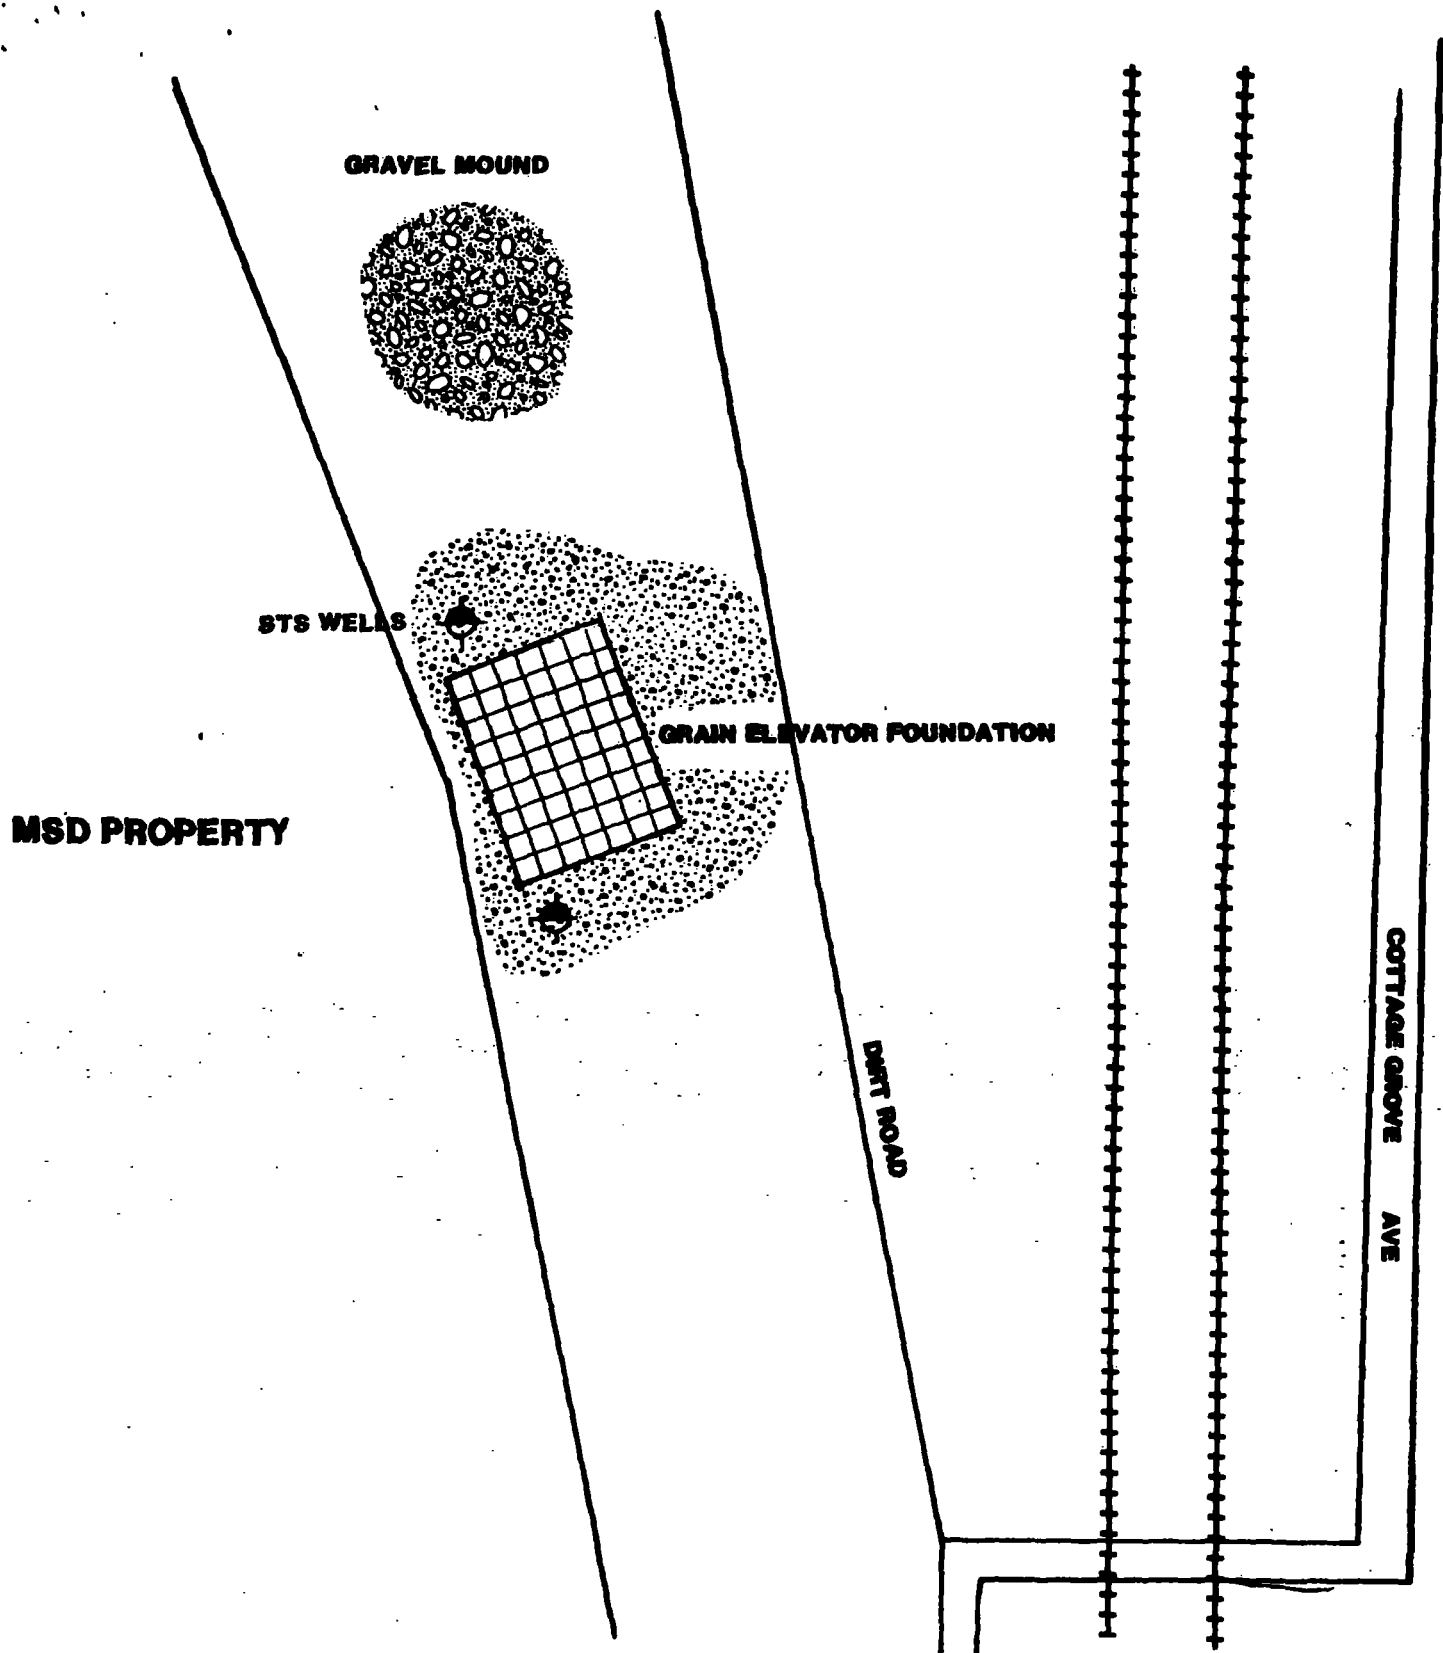 GRAVEL MOUND
STS WELLS
GRAIN ELEVATOR FOUNDATION
MSD PROPERTY
DIRT ROAD
COTTAGE GROVE AVE